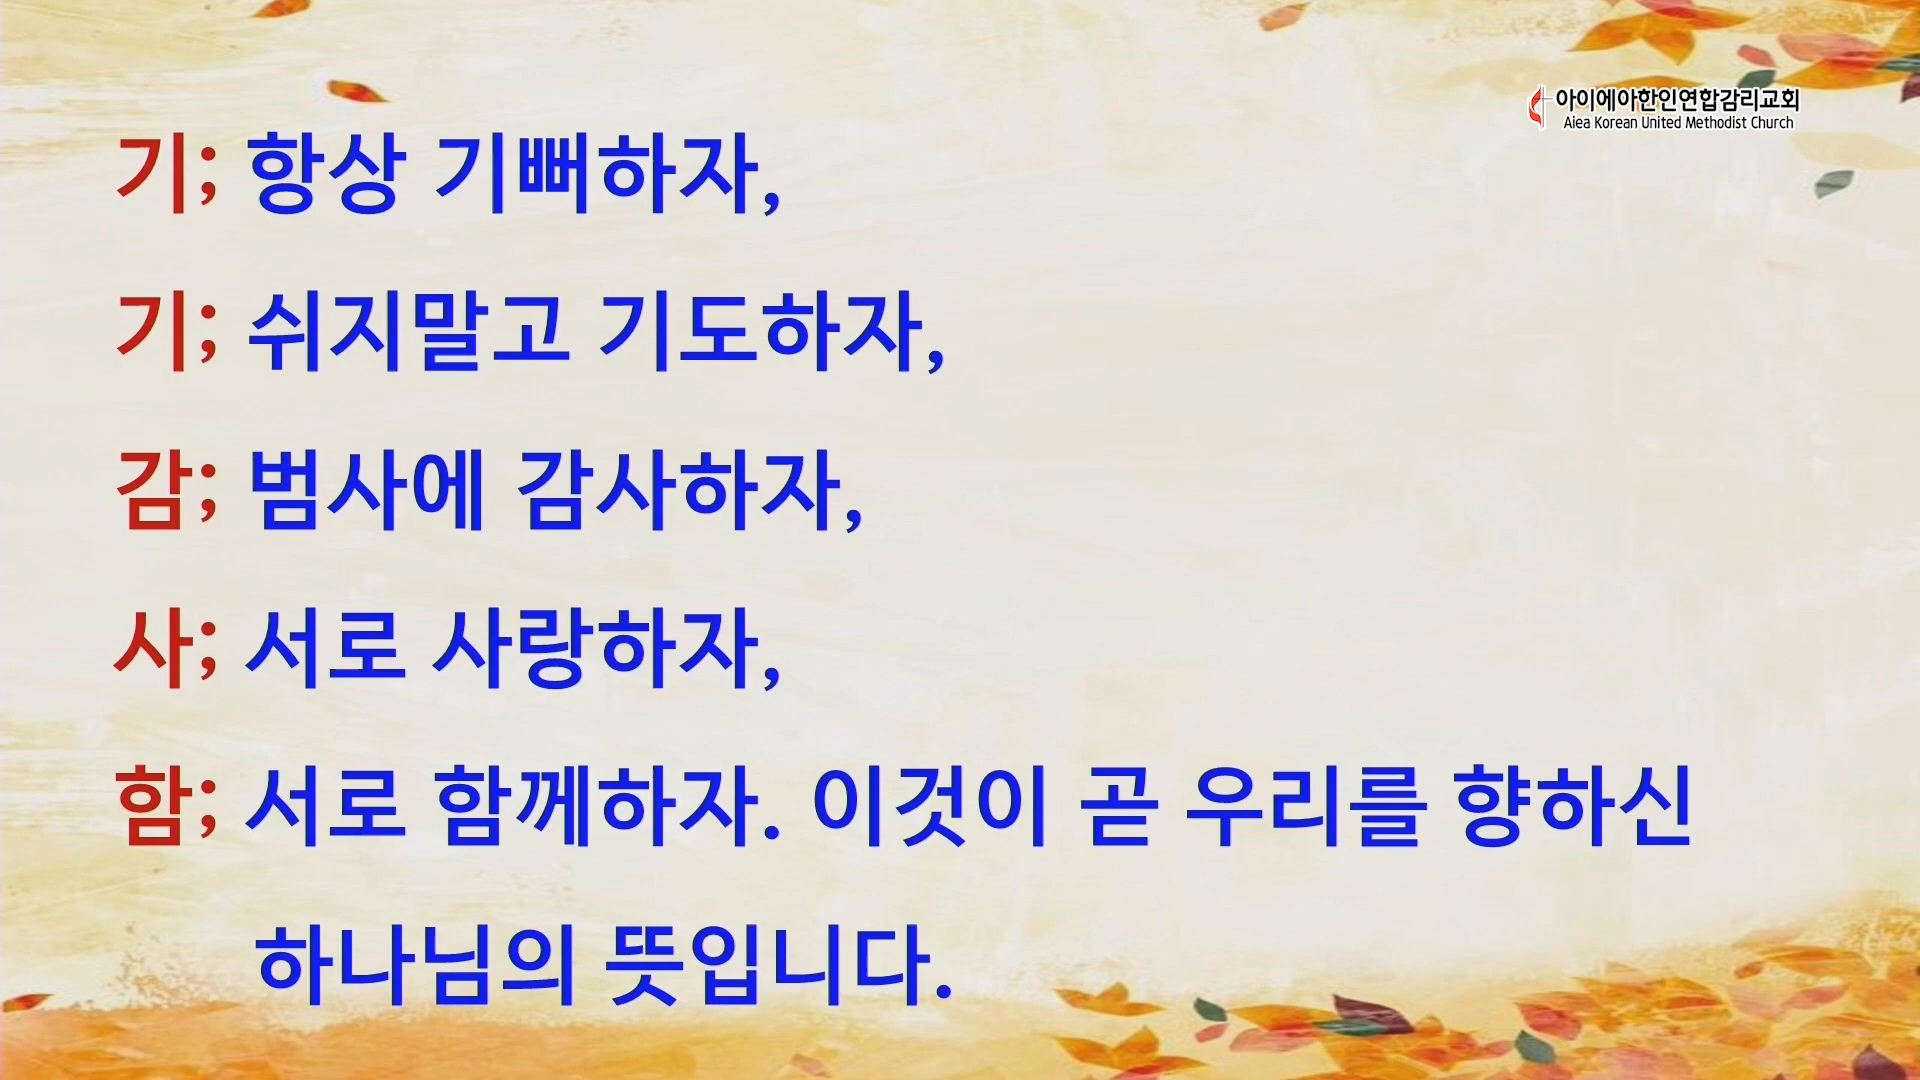 아이에아한인연합감리교회
Aiea Korean United Methodist Church
기; 항상 기뻐하자,
기; 쉬지말고 기도하자,
감; 범사에 감사하자,
사; 서로 사랑하자,
함; 서로 함께하자. 이것이 곧 우리를 향하신
하나님의 뜻입니다.